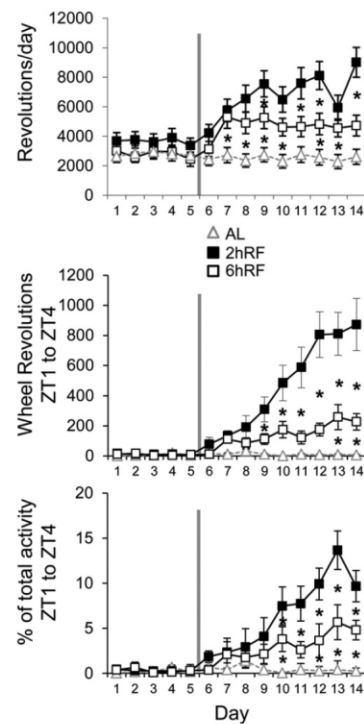 Revolutions/day
12000
10000
8000
6000
4000
2000
0
* * * * * * * *
1 2 3 4 5 6 7 8 9 10 11 12 13 14
AL
2hRF
6hRF
Wheel Revolutions
ZT1 to ZT4
1200
1000
800
600
400
200
0
1 2 3 4 5 6 7 8 9 10 11 12 13 14
% of total activity
ZT1 to ZT4
20
15
10
5
0
1 2 3 4 5 6 7 8 9 10 11 12 13 14
Day